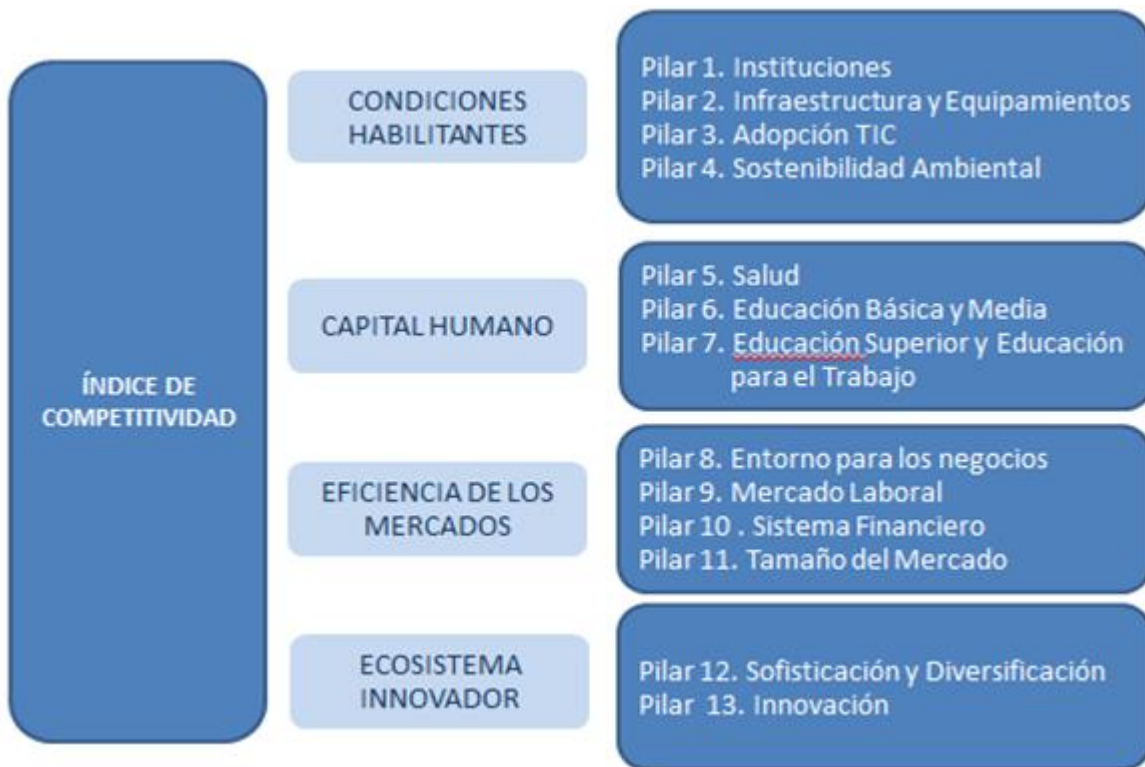 ÍNDICE DE
COMPETITIVIDAD
CONDICIONES
HABILITANTES
Pilar 1. Instituciones
Pilar 2. Infraestructura y Equipamientos
Pilar 3. Adopción TIC
Pilar 4. Sostenibilidad Ambiental
CAPITAL HUMANO
Pilar 5. Salud
Pilar 6. Educación Básica y Media
Pilar 7. Educación Superior y Educación
para el Trabajo
EFICIENCIA DE LOS
MERCADOS
Pilar 8. Entorno para los negocios
Pilar 9. Mercado Laboral
Pilar 10 . Sistema Financiero
Pilar 11. Tamaño del Mercado
ECOSISTEMA
INNOVADOR
Pilar 12. Sofisticación y Diversificación
Pilar 13. Innovación